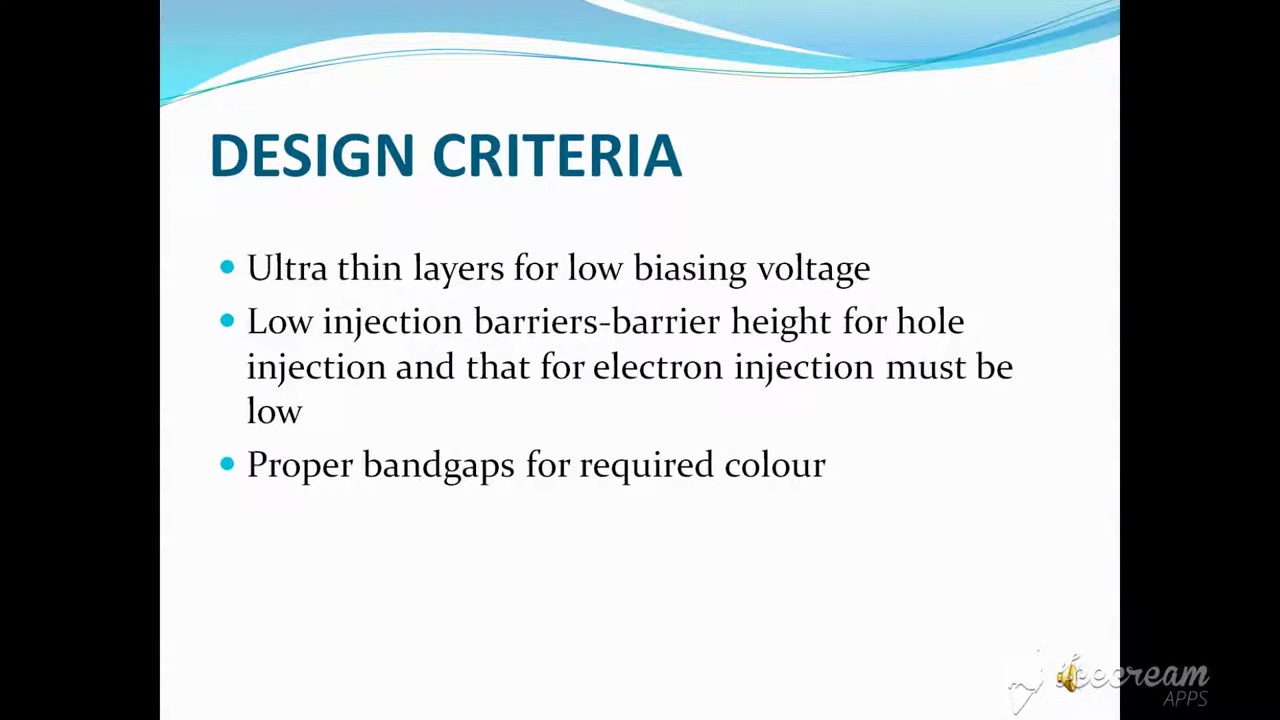 DESIGN CRITERIA
Ultra thin layers for low biasing voltage
Low injection barriers-barrier height for hole
injection and that for electron injection must be
low
Proper bandgaps for required colour
Icecream
APPS